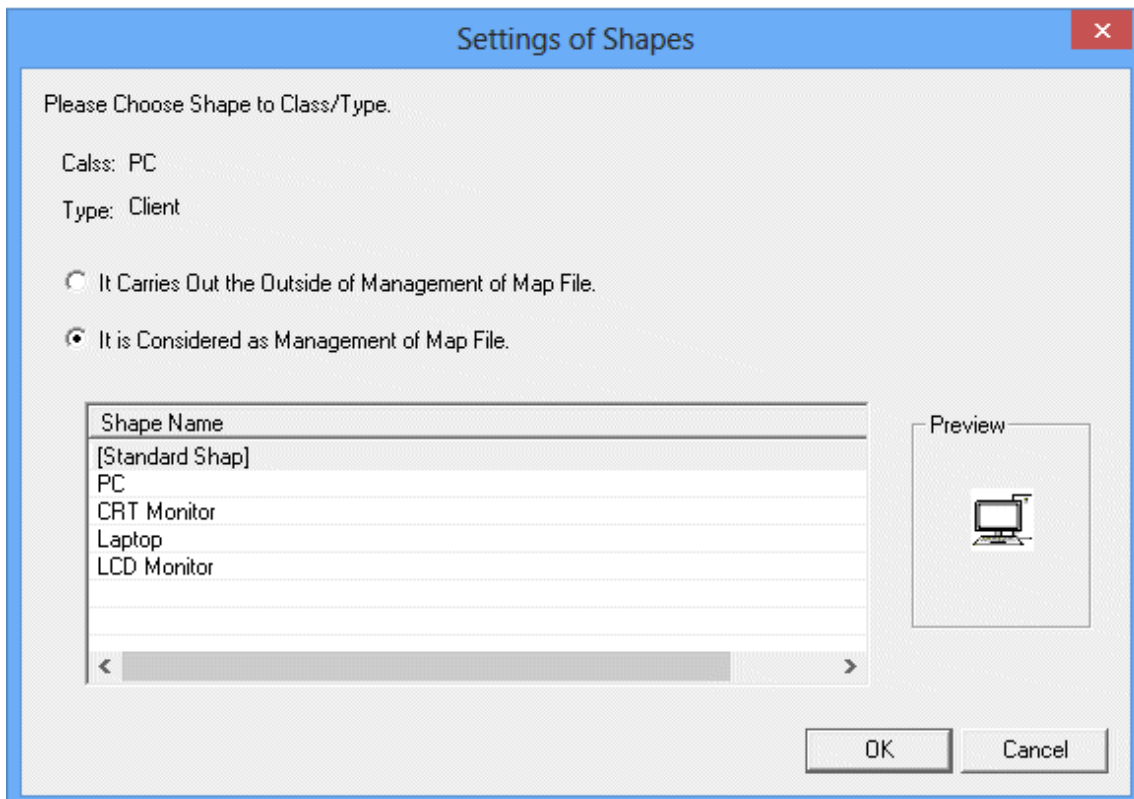 Settings of Shapes
Please Choose Shape to Class/Type.
Calss: PC
Type: Client
It Carries Out the Outside of Management of Map File.
It is Considered as Management of Map File.
Shape Name
[Standard Shap]
PC
CRT Monitor
Laptop
LCD Monitor
Preview
OK
Cancel